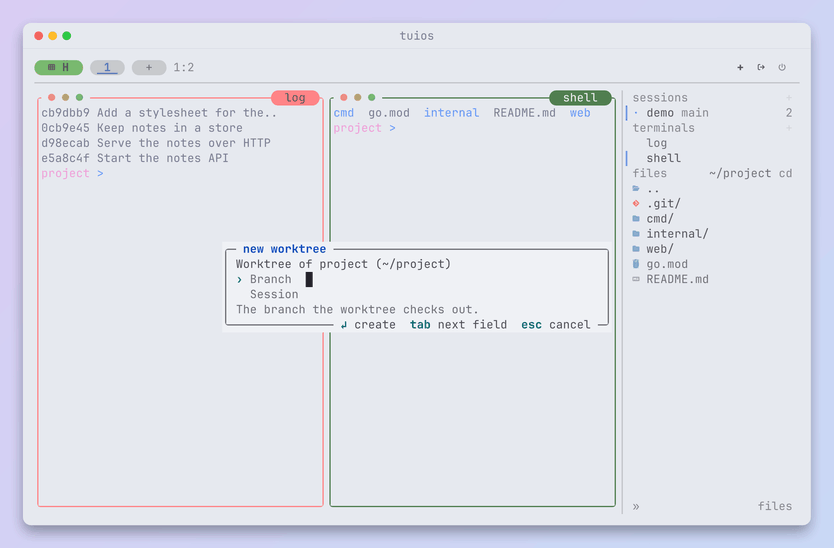 tuios
H 1 + 1:2 +
log
cb9dbb9 Add a stylesheet for the..
0cb9e45 Keep notes in a store
d98ecab Serve the notes over HTTP
e5a8c4f Start the notes API
project >
shell
cmd go.mod internal README.md web
project >
new worktree
Worktree of project (~/project)
› Branch
Session
The branch the worktree checks out.
↲ create tab next field esc cancel
sessions +
· demo main 2
terminals +
log
shell
files ~/project cd
..
.git/
cmd/
internal/
web/
go.mod
README.md
» files